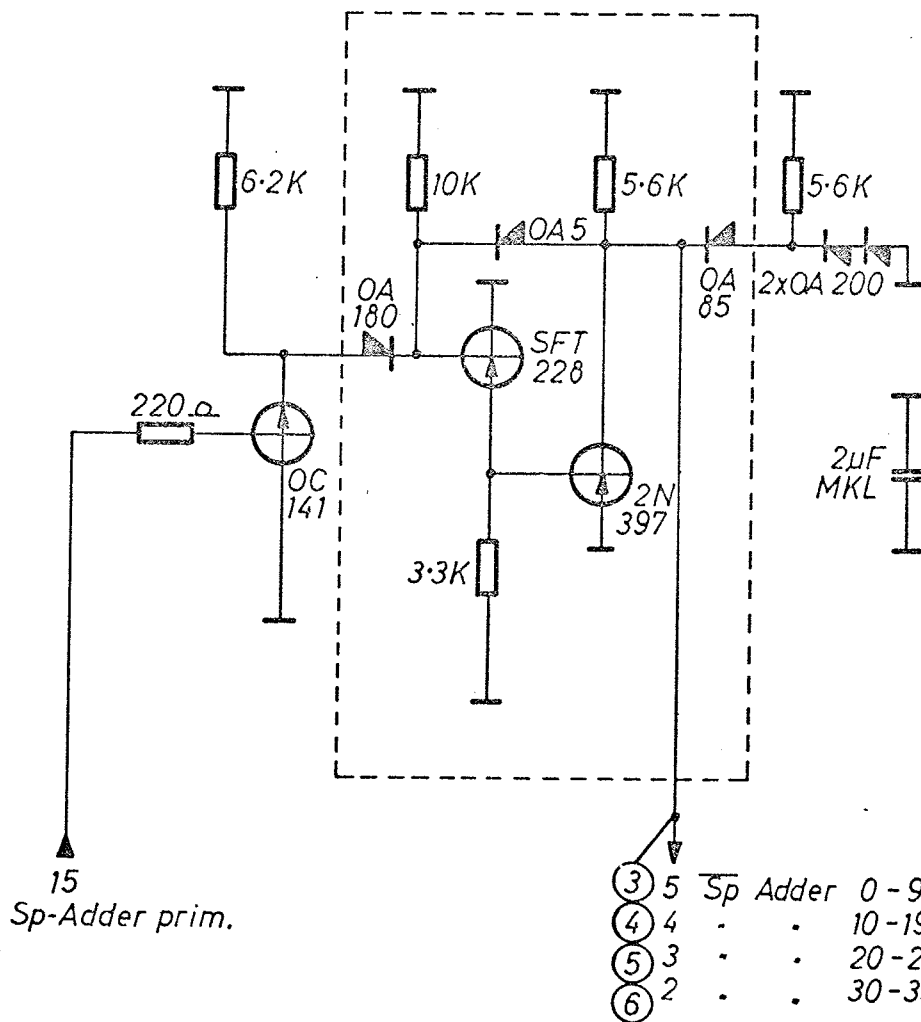 6·2K
10K
5·6K
5·6K
OA5
OA
180
OA
85
2xOA 200
SFT
228
220 Ω
OC
141
2N
397
2µF
MKL
3·3K
15
Sp-Adder prim.
3 5 Sp Adder 0-9
4 4 · · 10-19
5 3 · · 20-2
6 2 · · 30-3